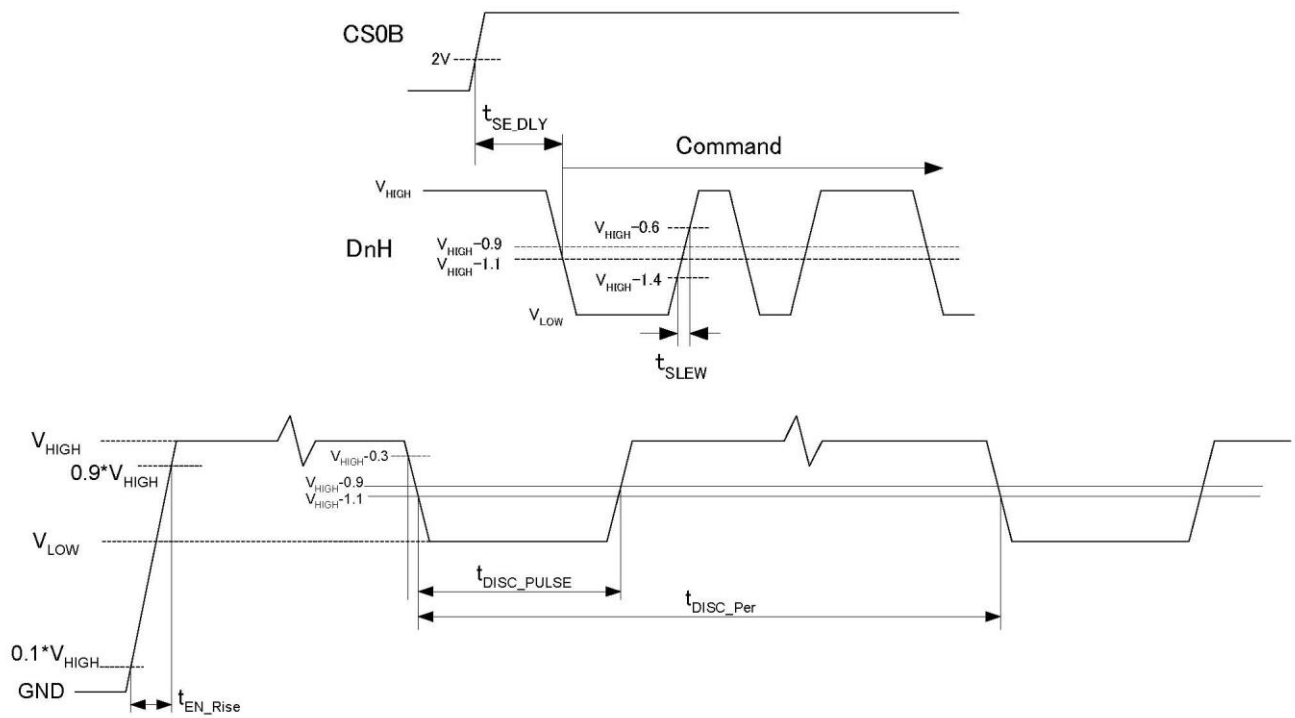 CS0B
2V
tSE_DLY
Command
VHIGH
DnH
VHIGH-0.6
VHIGH-0.9
VHIGH-1.1
VHIGH-1.4
VLOW
tSLEW
VHIGH
0.9*VHIGH
VHIGH-0.3
VHIGH-0.9
VHIGH-1.1
VLOW
tDISC_PULSE
tDISC_Per
0.1*VHIGH
GND
tEN_Rise